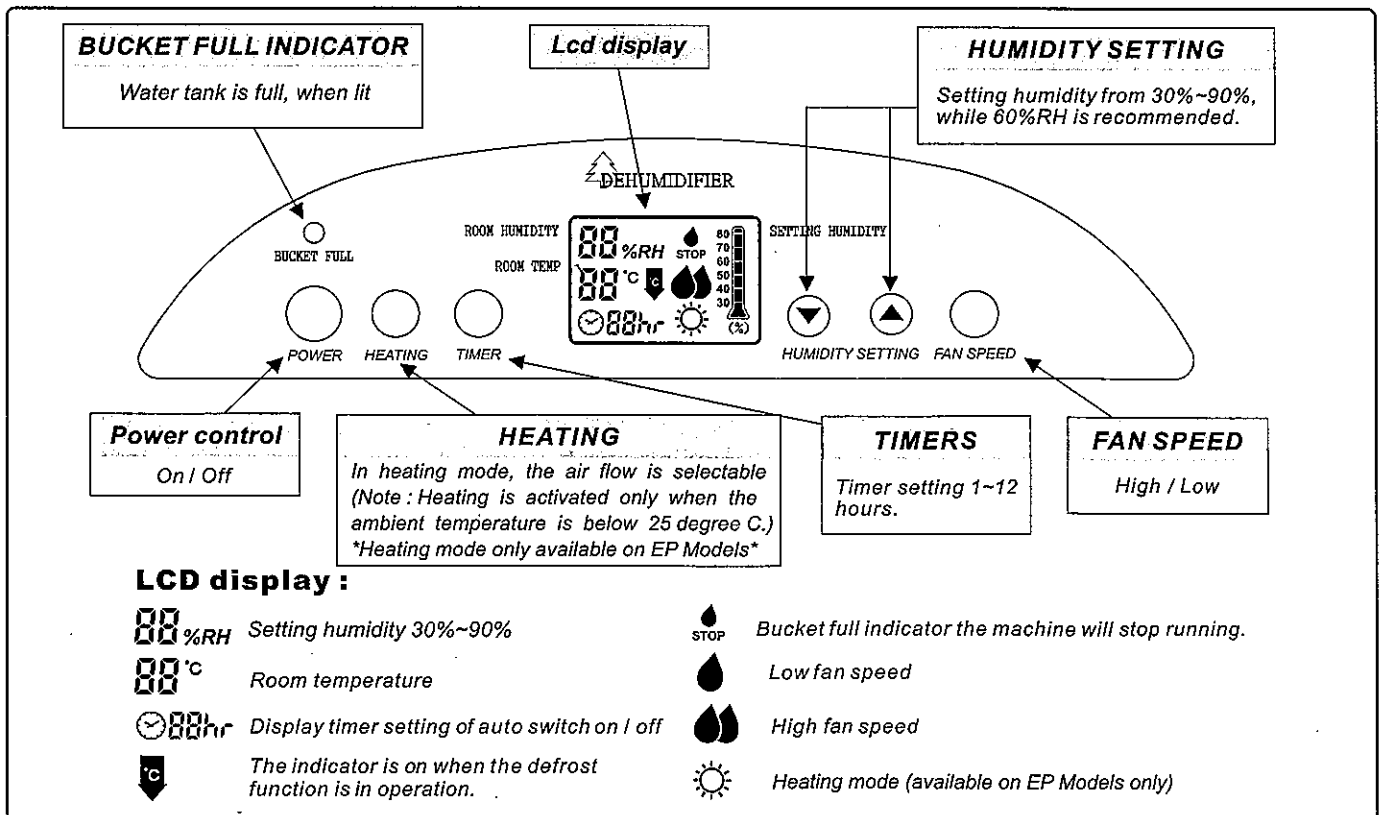 BUCKET FULL INDICATOR
Water tank is full, when lit
Lcd display
HUMIDITY SETTING
Setting humidity from 30%~90%,
while 60%RH is recommended.
DEHUMIDIFIER
BUCKET FULL
ROOM HUMIDITY
ROOM TEMP
88 %RH
88 °C
88hr
STOP
°C
80
70
60
50
40
30
(%)
SETTING HUMIDITY
POWER
HEATING
TIMER
HUMIDITY SETTING
FAN SPEED
Power control
On / Off
HEATING
In heating mode, the air flow is selectable
(Note : Heating is activated only when the
ambient temperature is below 25 degree C.)
*Heating mode only available on EP Models*
TIMERS
Timer setting 1~12
hours.
FAN SPEED
High / Low
LCD display :
88 %RH Setting humidity 30%~90%
88 °C Room temperature
88hr Display timer setting of auto switch on / off
°C The indicator is on when the defrost
function is in operation.
STOP Bucket full indicator the machine will stop running.
Low fan speed
High fan speed
Heating mode (available on EP Models only)